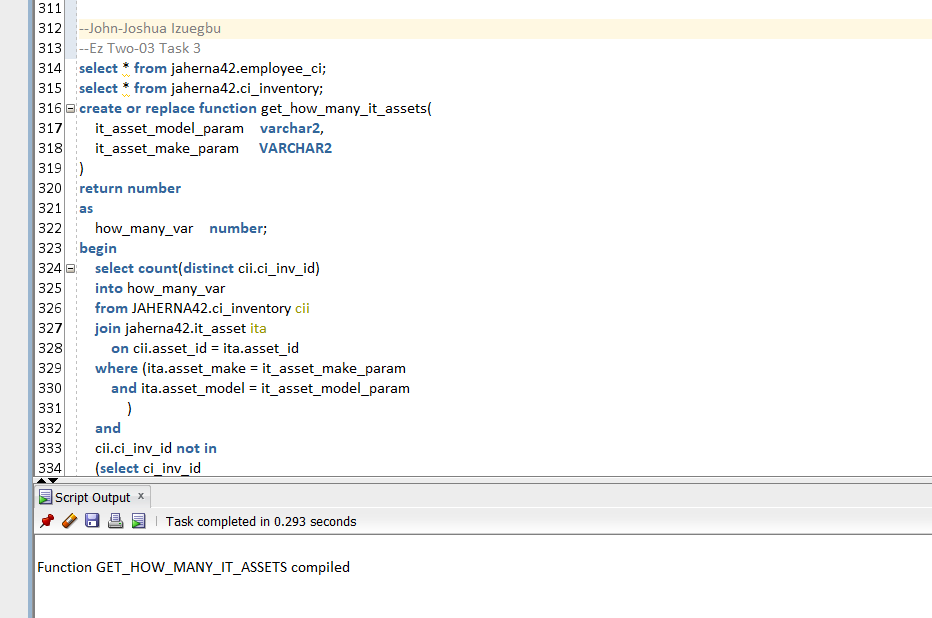 311
312 --John-Joshua Izuegbu
313 --Ez Two-03 Task 3
314 select * from jaherna42.employee_ci;
315 select * from jaherna42.ci_inventory;
316 create or replace function get_how_many_it_assets(
317 it_asset_model_param varchar2,
318 it_asset_make_param VARCHAR2
319 )
320 return number
321 as
322 how_many_var number;
323 begin
324 select count(distinct cii.ci_inv_id)
325 into how_many_var
326 from JAHERNA42.ci_inventory cii
327 join jaherna42.it_asset ita
328 on cii.asset_id = ita.asset_id
329 where (ita.asset_make = it_asset_make_param
330 and ita.asset_model = it_asset_model_param
331 )
332 and
333 cii.ci_inv_id not in
334 (select ci_inv_id
Script Output x
Task completed in 0.293 seconds
Function GET_HOW_MANY_IT_ASSETS compiled